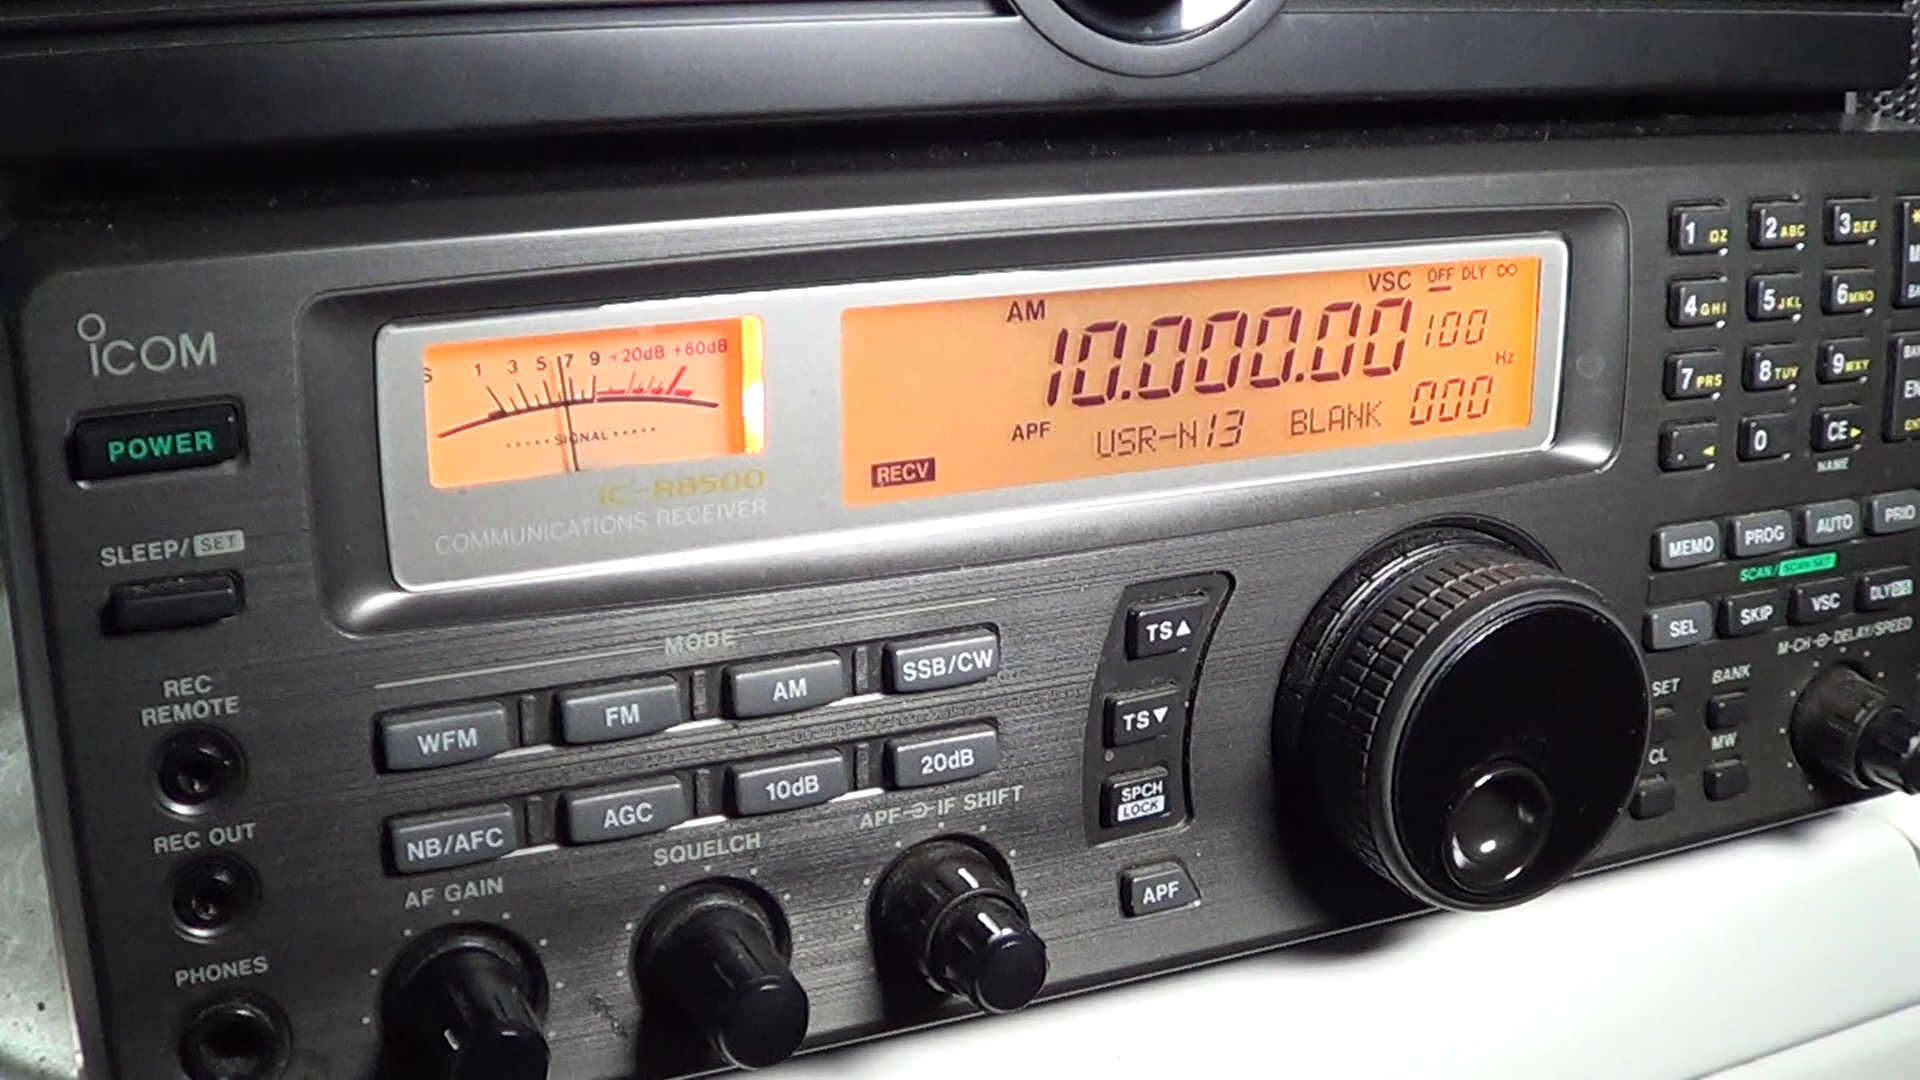 ICOM
POWER
SLEEP/SET
REC
REMOTE
REC OUT
PHONES
S 1 3 5 7 9 +20dB +60dB
SIGNAL
IC-R8500
COMMUNICATIONS RECEIVER
VSC OFF DLY ∞
AM 10.000.00 100
Hz
APF USR-N13 BLANK 000
RECV
MODE
WFM FM AM SSB/CW
NB/AFC AGC 10dB 20dB
AF GAIN SQUELCH APF IF SHIFT
TS▲
TS▼
SPCH
LOCK
APF
1 QZ 2 ABC 3 DEF
4 GHI 5 JKL 6 MNO
7 PRS 8 TUV 9 WXY
. ◄ 0 CE ►
NAME
MEMO PROG AUTO PRIO
SCAN/SCAN SET
SEL SKIP VSC DLY
M-CH DELAY/SPEED
SET BANK
CL MW